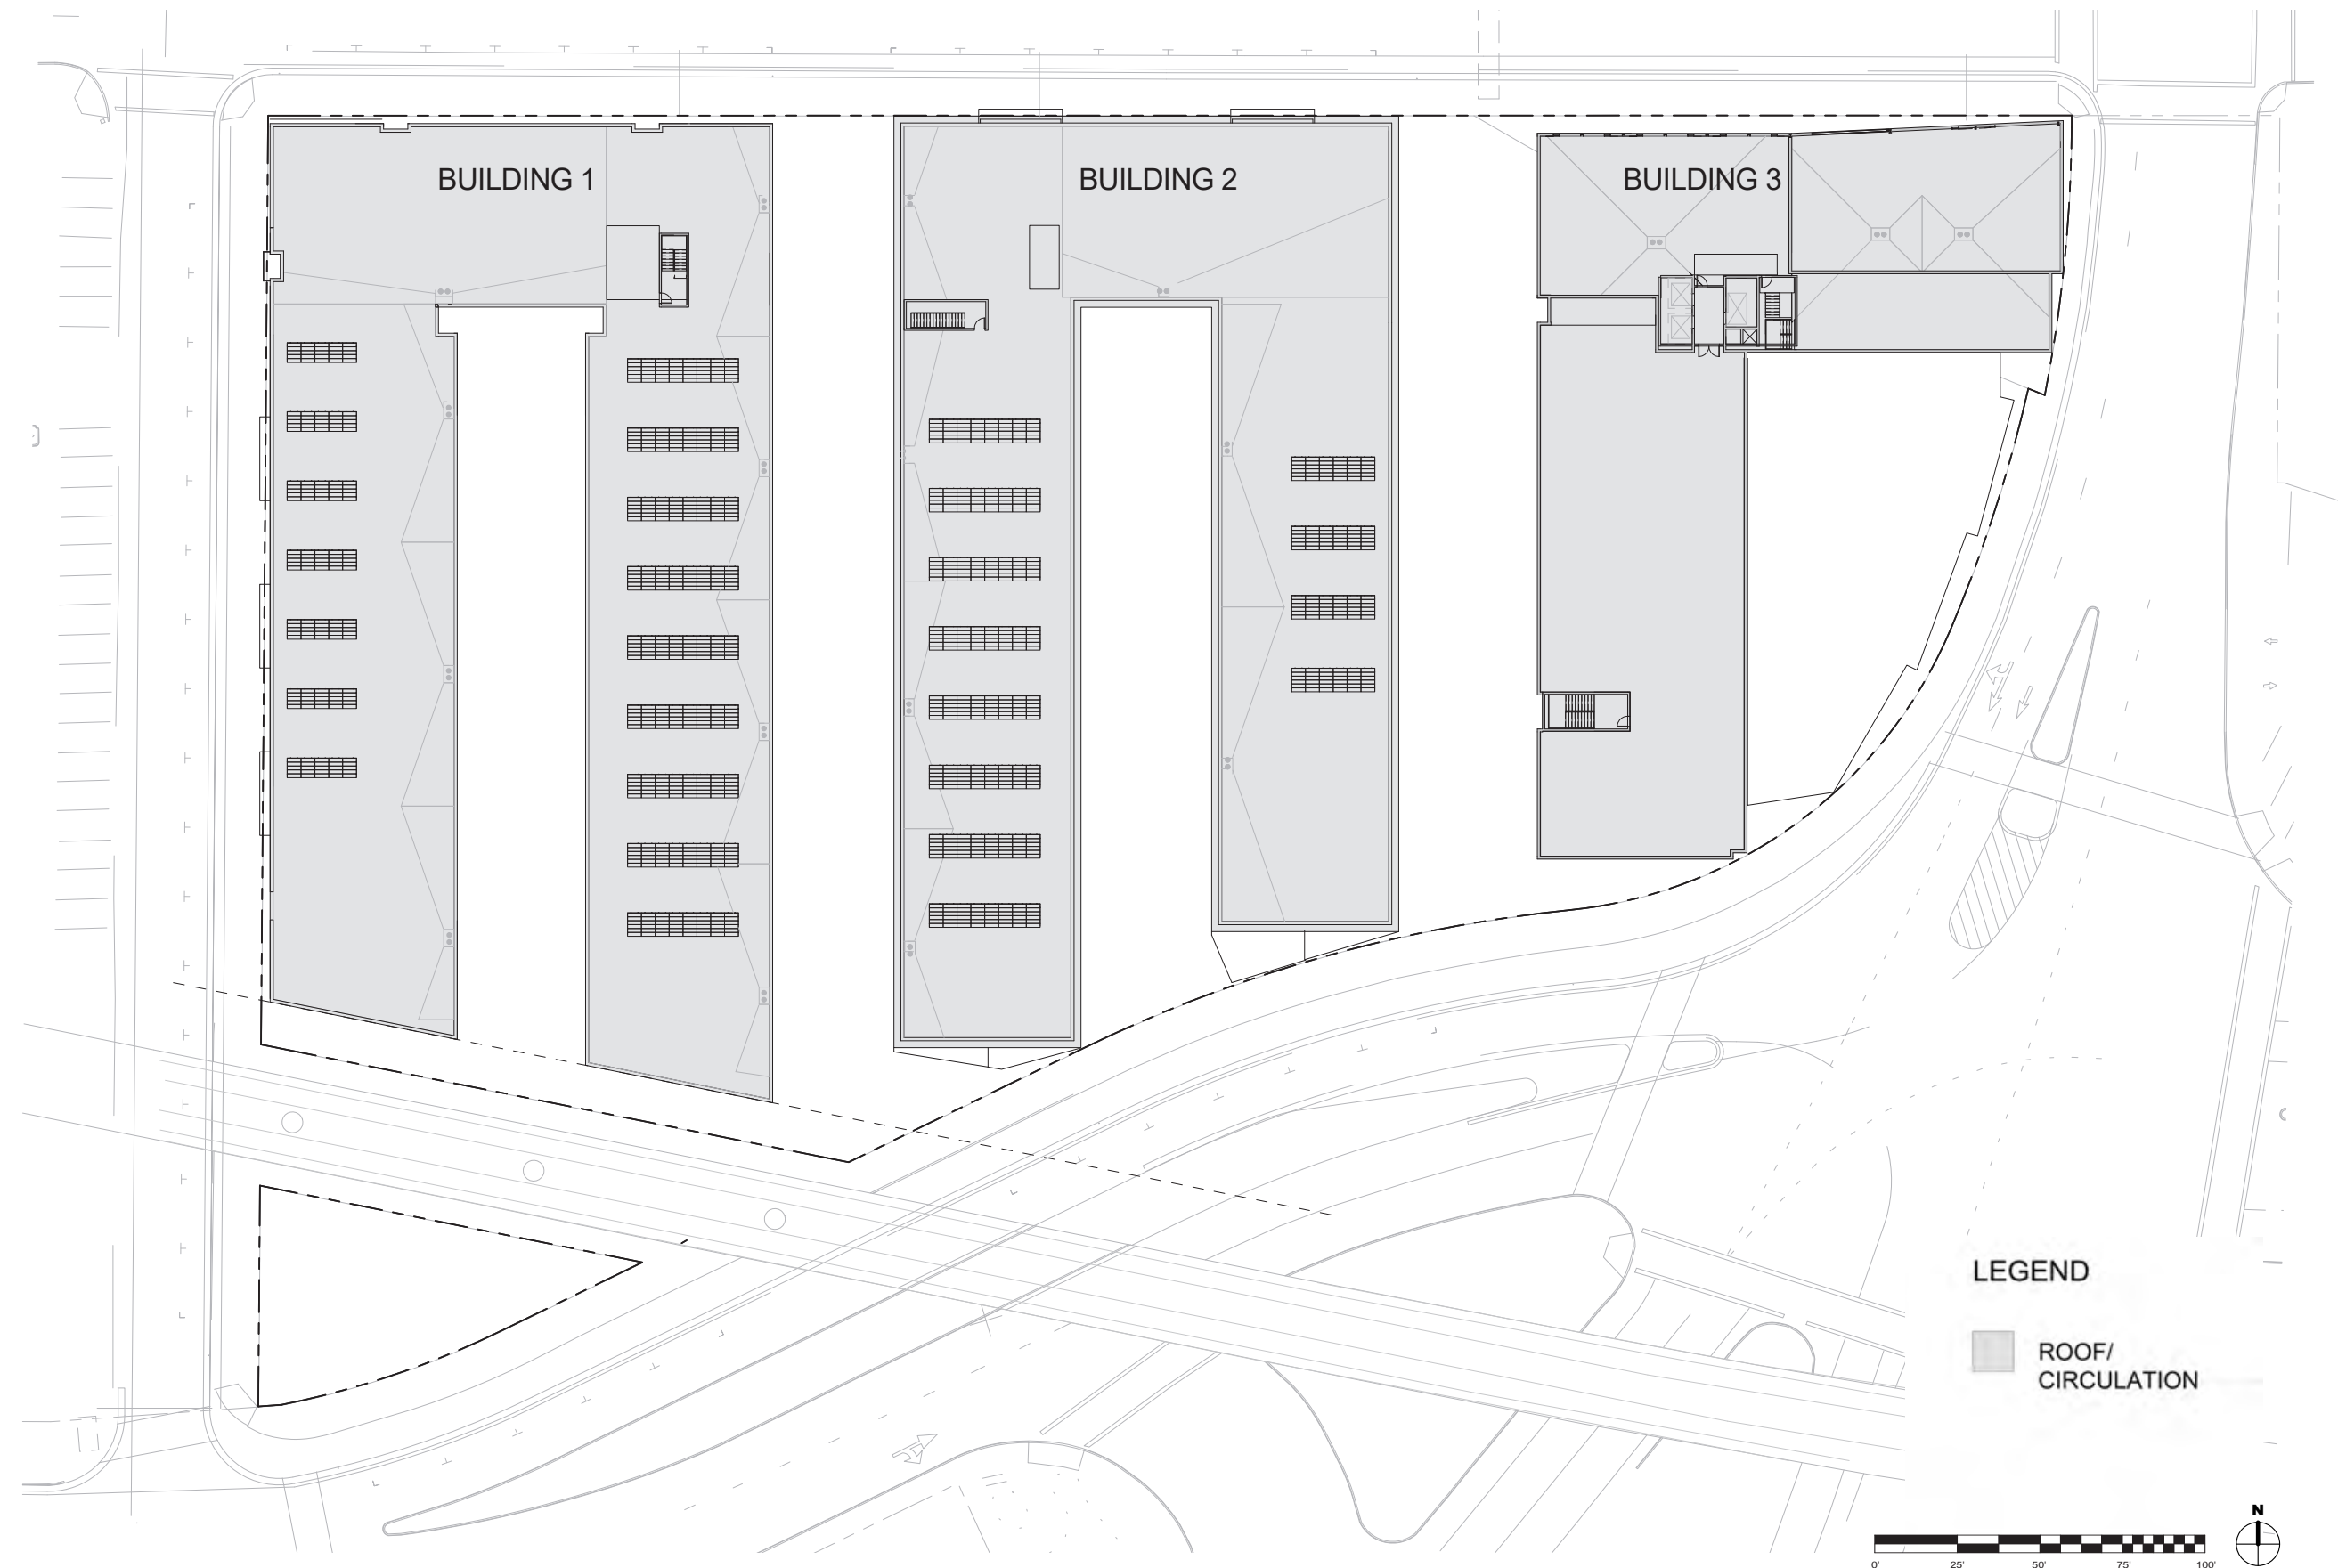 BUILDING 1
BUILDING 2
BUILDING 3
LEGEND
ROOF/
CIRCULATION
N
0' 25' 50' 75' 100'